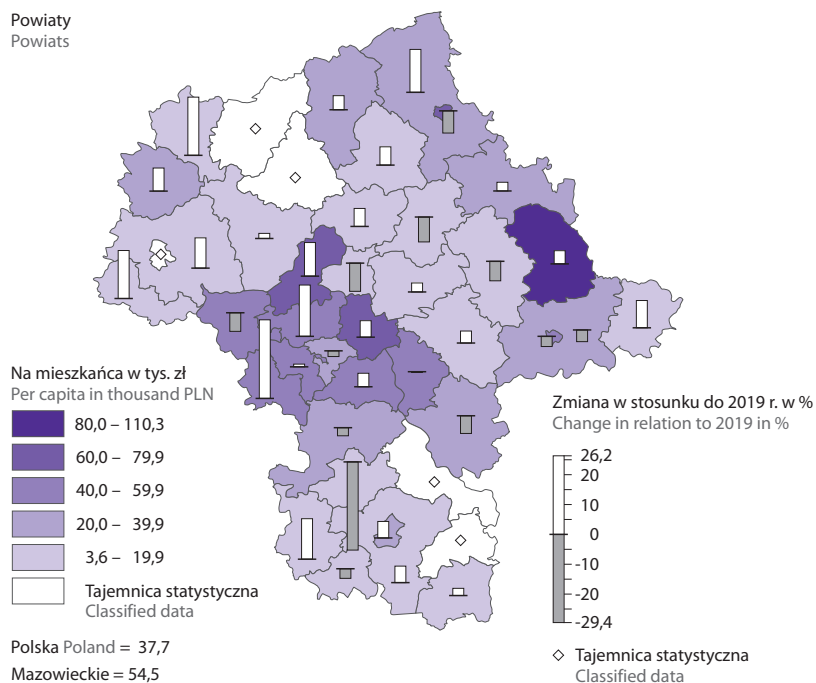 Powiaty
Powiats
Na mieszkańca w tys. zł
Per capita in thousand PLN
80,0 – 110,3
60,0 – 79,9
40,0 – 59,9
20,0 – 39,9
3,6 – 19,9
Tajemnica statystyczna
Classified data
Polska Poland = 37,7
Mazowieckie = 54,5
Zmiana w stosunku do 2019 r. w %
Change in relation to 2019 in %
26,2
20
10
0
-10
-20
-29,4
Tajemnica statystyczna
Classified data